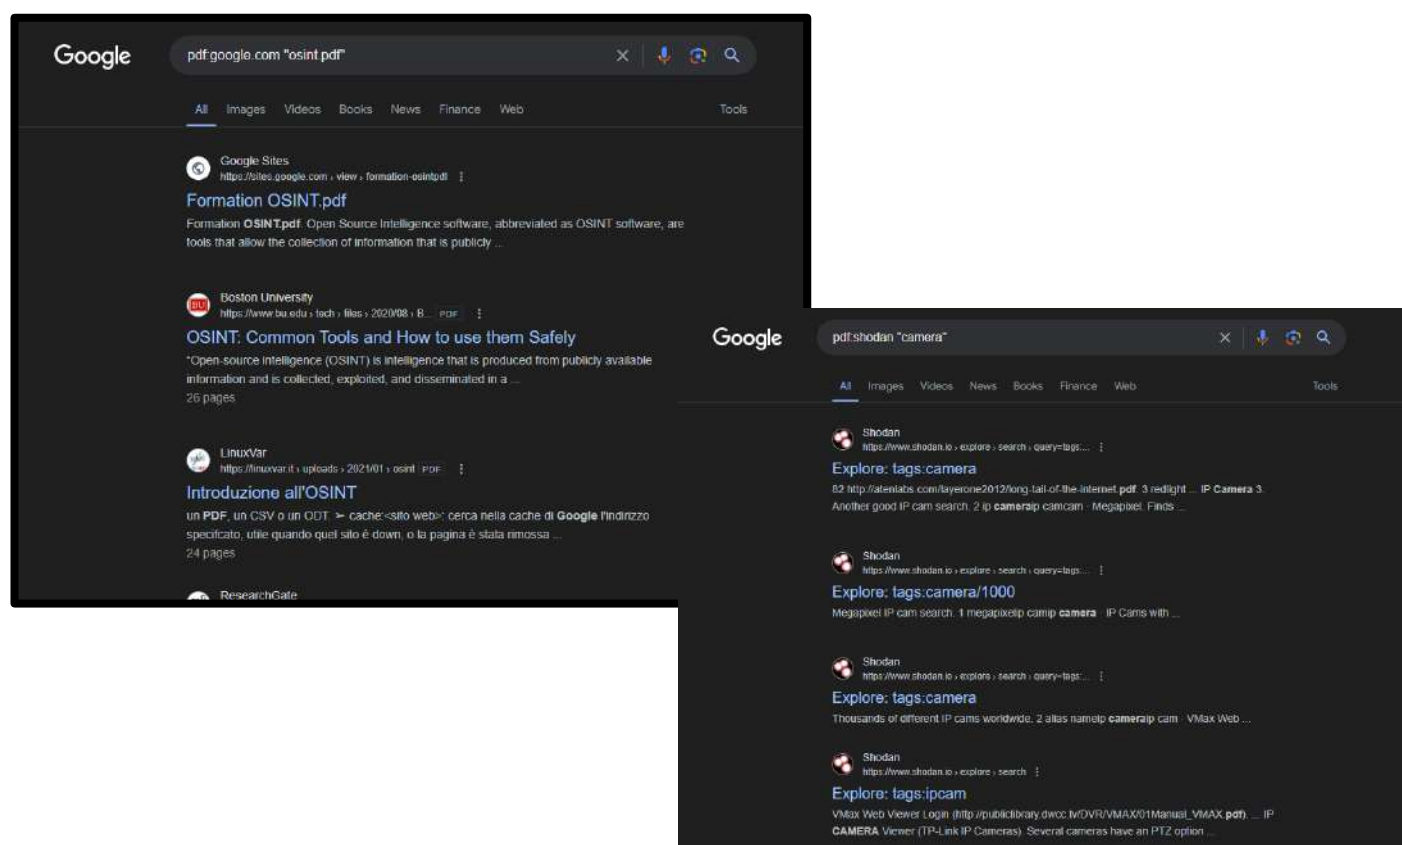 Google
pdf:google.com "osint.pdf"
All Images Videos Books News Finance Web Tools
Google Sites
https://sites.google.com › view › formation-osintpdf
Formation OSINT.pdf
Formation OSINT.pdf. Open Source Intelligence software, abbreviated as OSINT software, are
tools that allow the collection of information that is publicly ...
Boston University
https://www.bu.edu › tech › files › 2020/08 › B... PDF
OSINT: Common Tools and How to use them Safely
"Open-source intelligence (OSINT) is intelligence that is produced from publicly available
information and is collected, exploited, and disseminated in a ...
26 pages
LinuxVar
https://linuxvar.it › uploads › 2021/01 › osint PDF
Introduzione all'OSINT
un PDF, un CSV o un ODT. ➢ cache:<sito web>: cerca nella cache di Google l'indirizzo
specifcato, utile quando quel sito è down, o la pagina è stata rimossa ...
24 pages
ResearchGate
Google
pdf:shodan "camera"
All Images Videos News Books Finance Web Tools
Shodan
https://www.shodan.io › explore › search › query=tags:...
Explore: tags:camera
82 http://atenlabs.com/layerone2012/long-tail-of-the-internet.pdf. 3 redlight ... IP Camera 3.
Another good IP cam search. 2 ip cameraip camcam · Megapixel. Finds ...
Shodan
https://www.shodan.io › explore › search › query=tags:...
Explore: tags:camera/1000
Megapixel IP cam search. 1 megapixelip camip camera · IP Cams with ...
Shodan
https://www.shodan.io › explore › search › query=tags:...
Explore: tags:camera
Thousands of different IP cams worldwide. 2 alias nameip cameraip cam · VMax Web ...
Shodan
https://www.shodan.io › explore › search
Explore: tags:ipcam
VMax Web Viewer Login (http://publiclibrary.dwcc.tv/DVR/VMAX/01Manual_VMAX.pdf). ... IP
CAMERA Viewer (TP-Link IP Cameras). Several cameras have an PTZ option ...